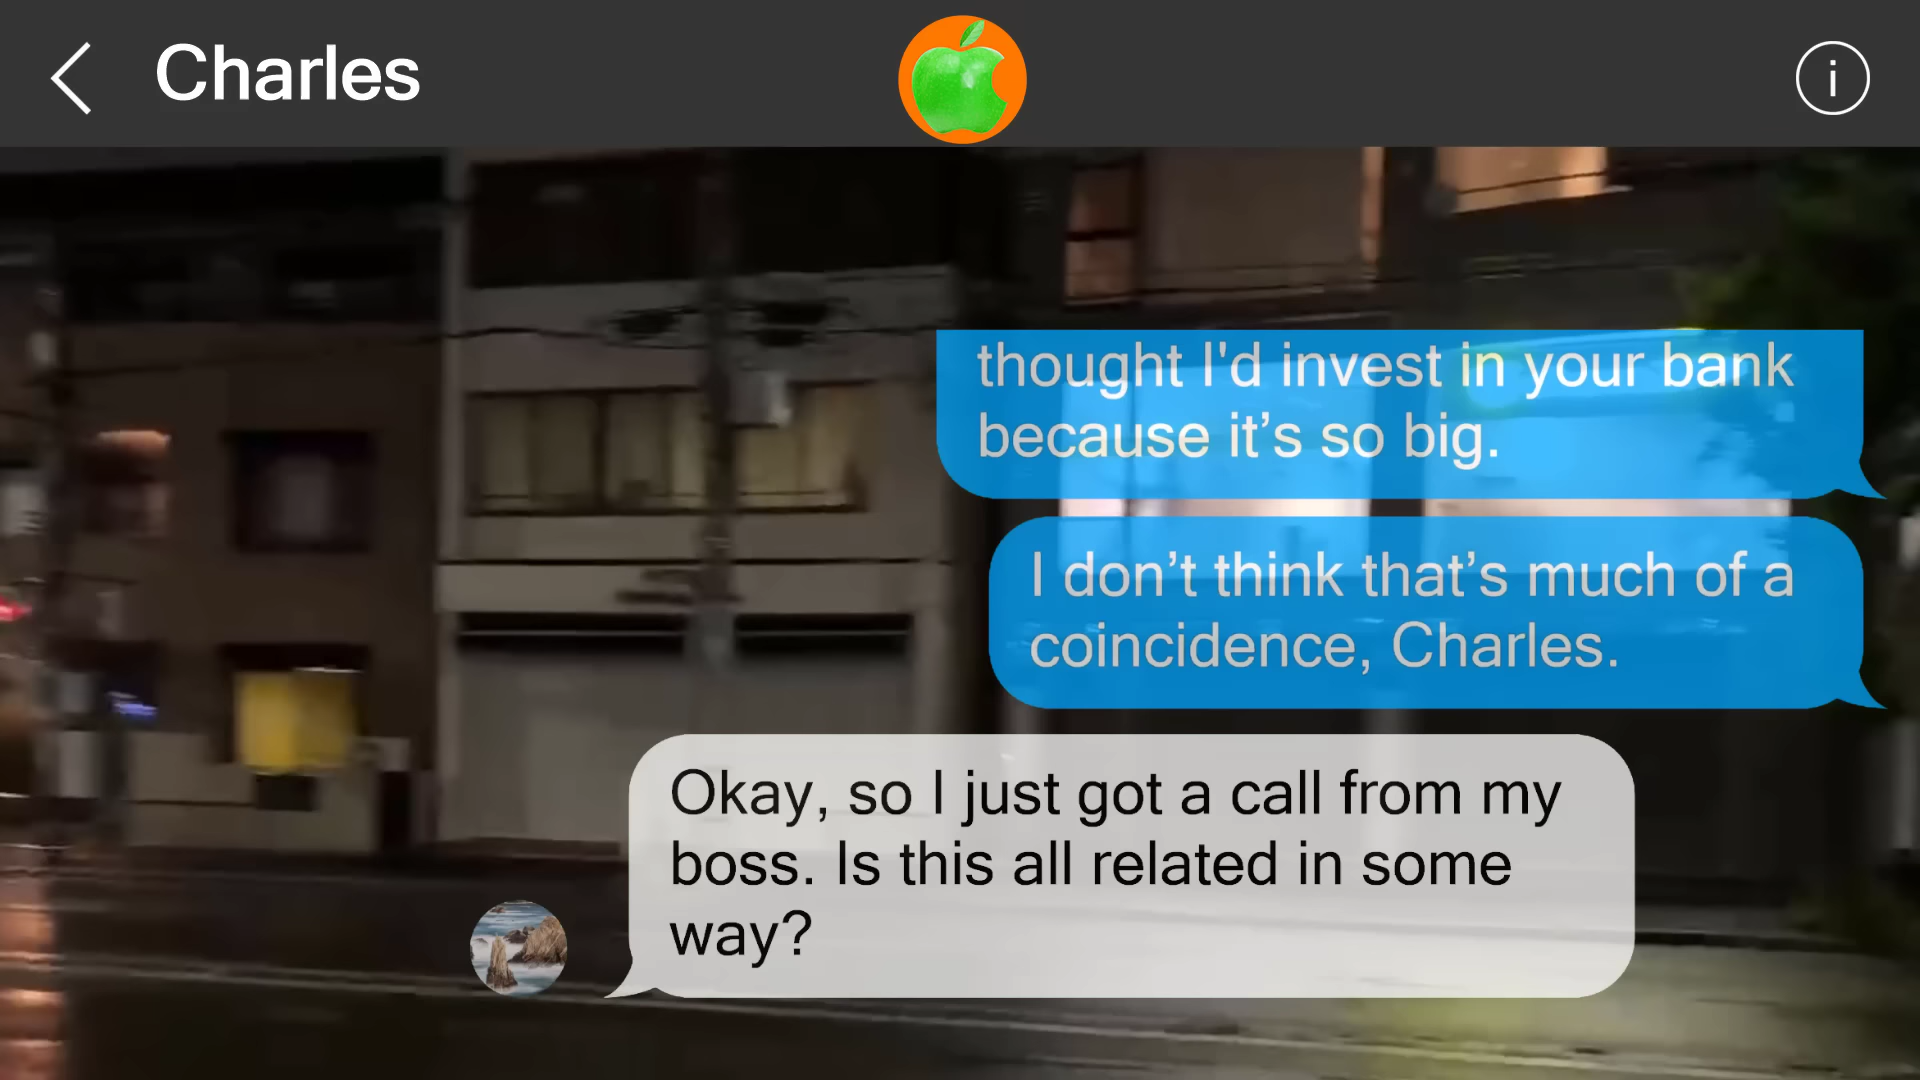 Charles
i
thought I'd invest in your bank
because it’s so big.
I don’t think that’s much of a
coincidence, Charles.
Okay, so I just got a call from my
boss. Is this all related in some
way?